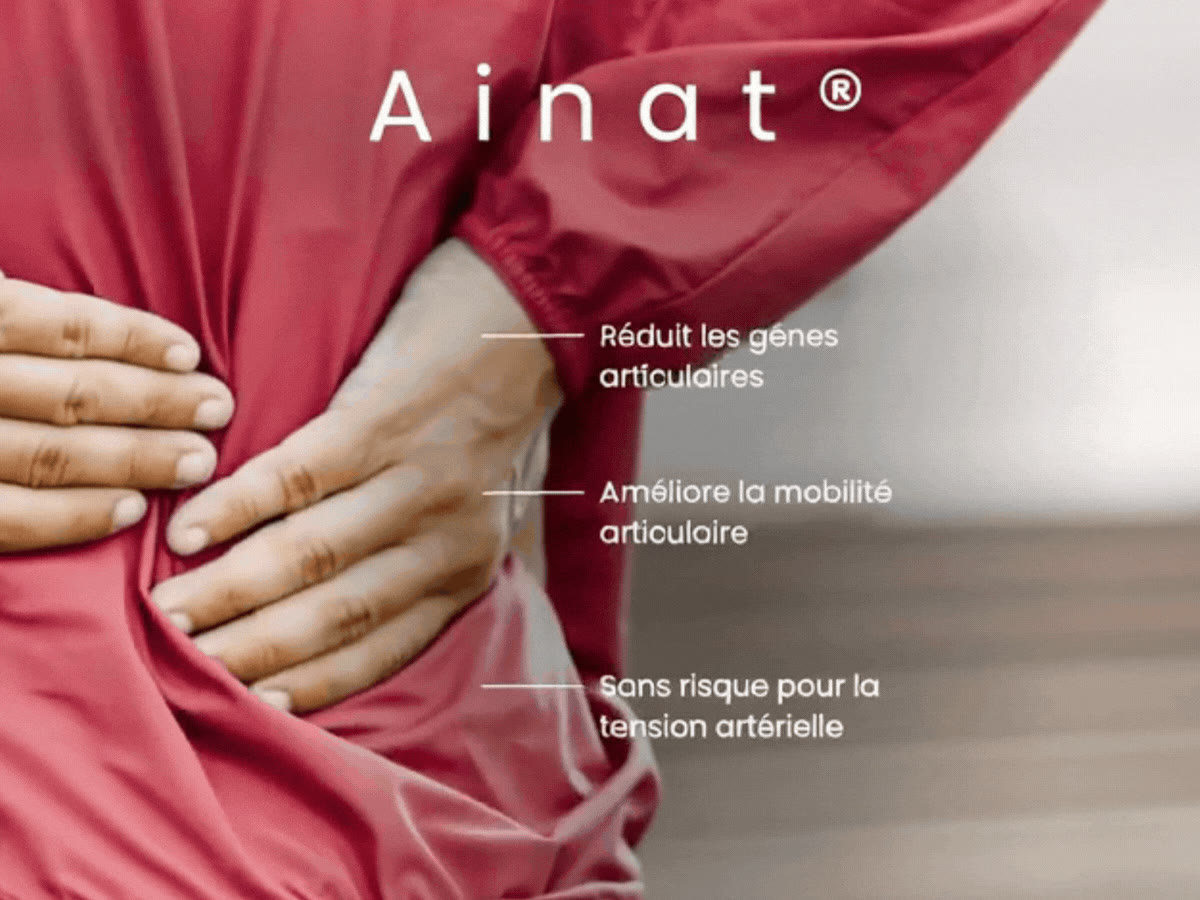 Ainat®
Réduit les gênes
articulaires
Améliore la mobilité
articulaire
Sans risque pour la
tension artérielle